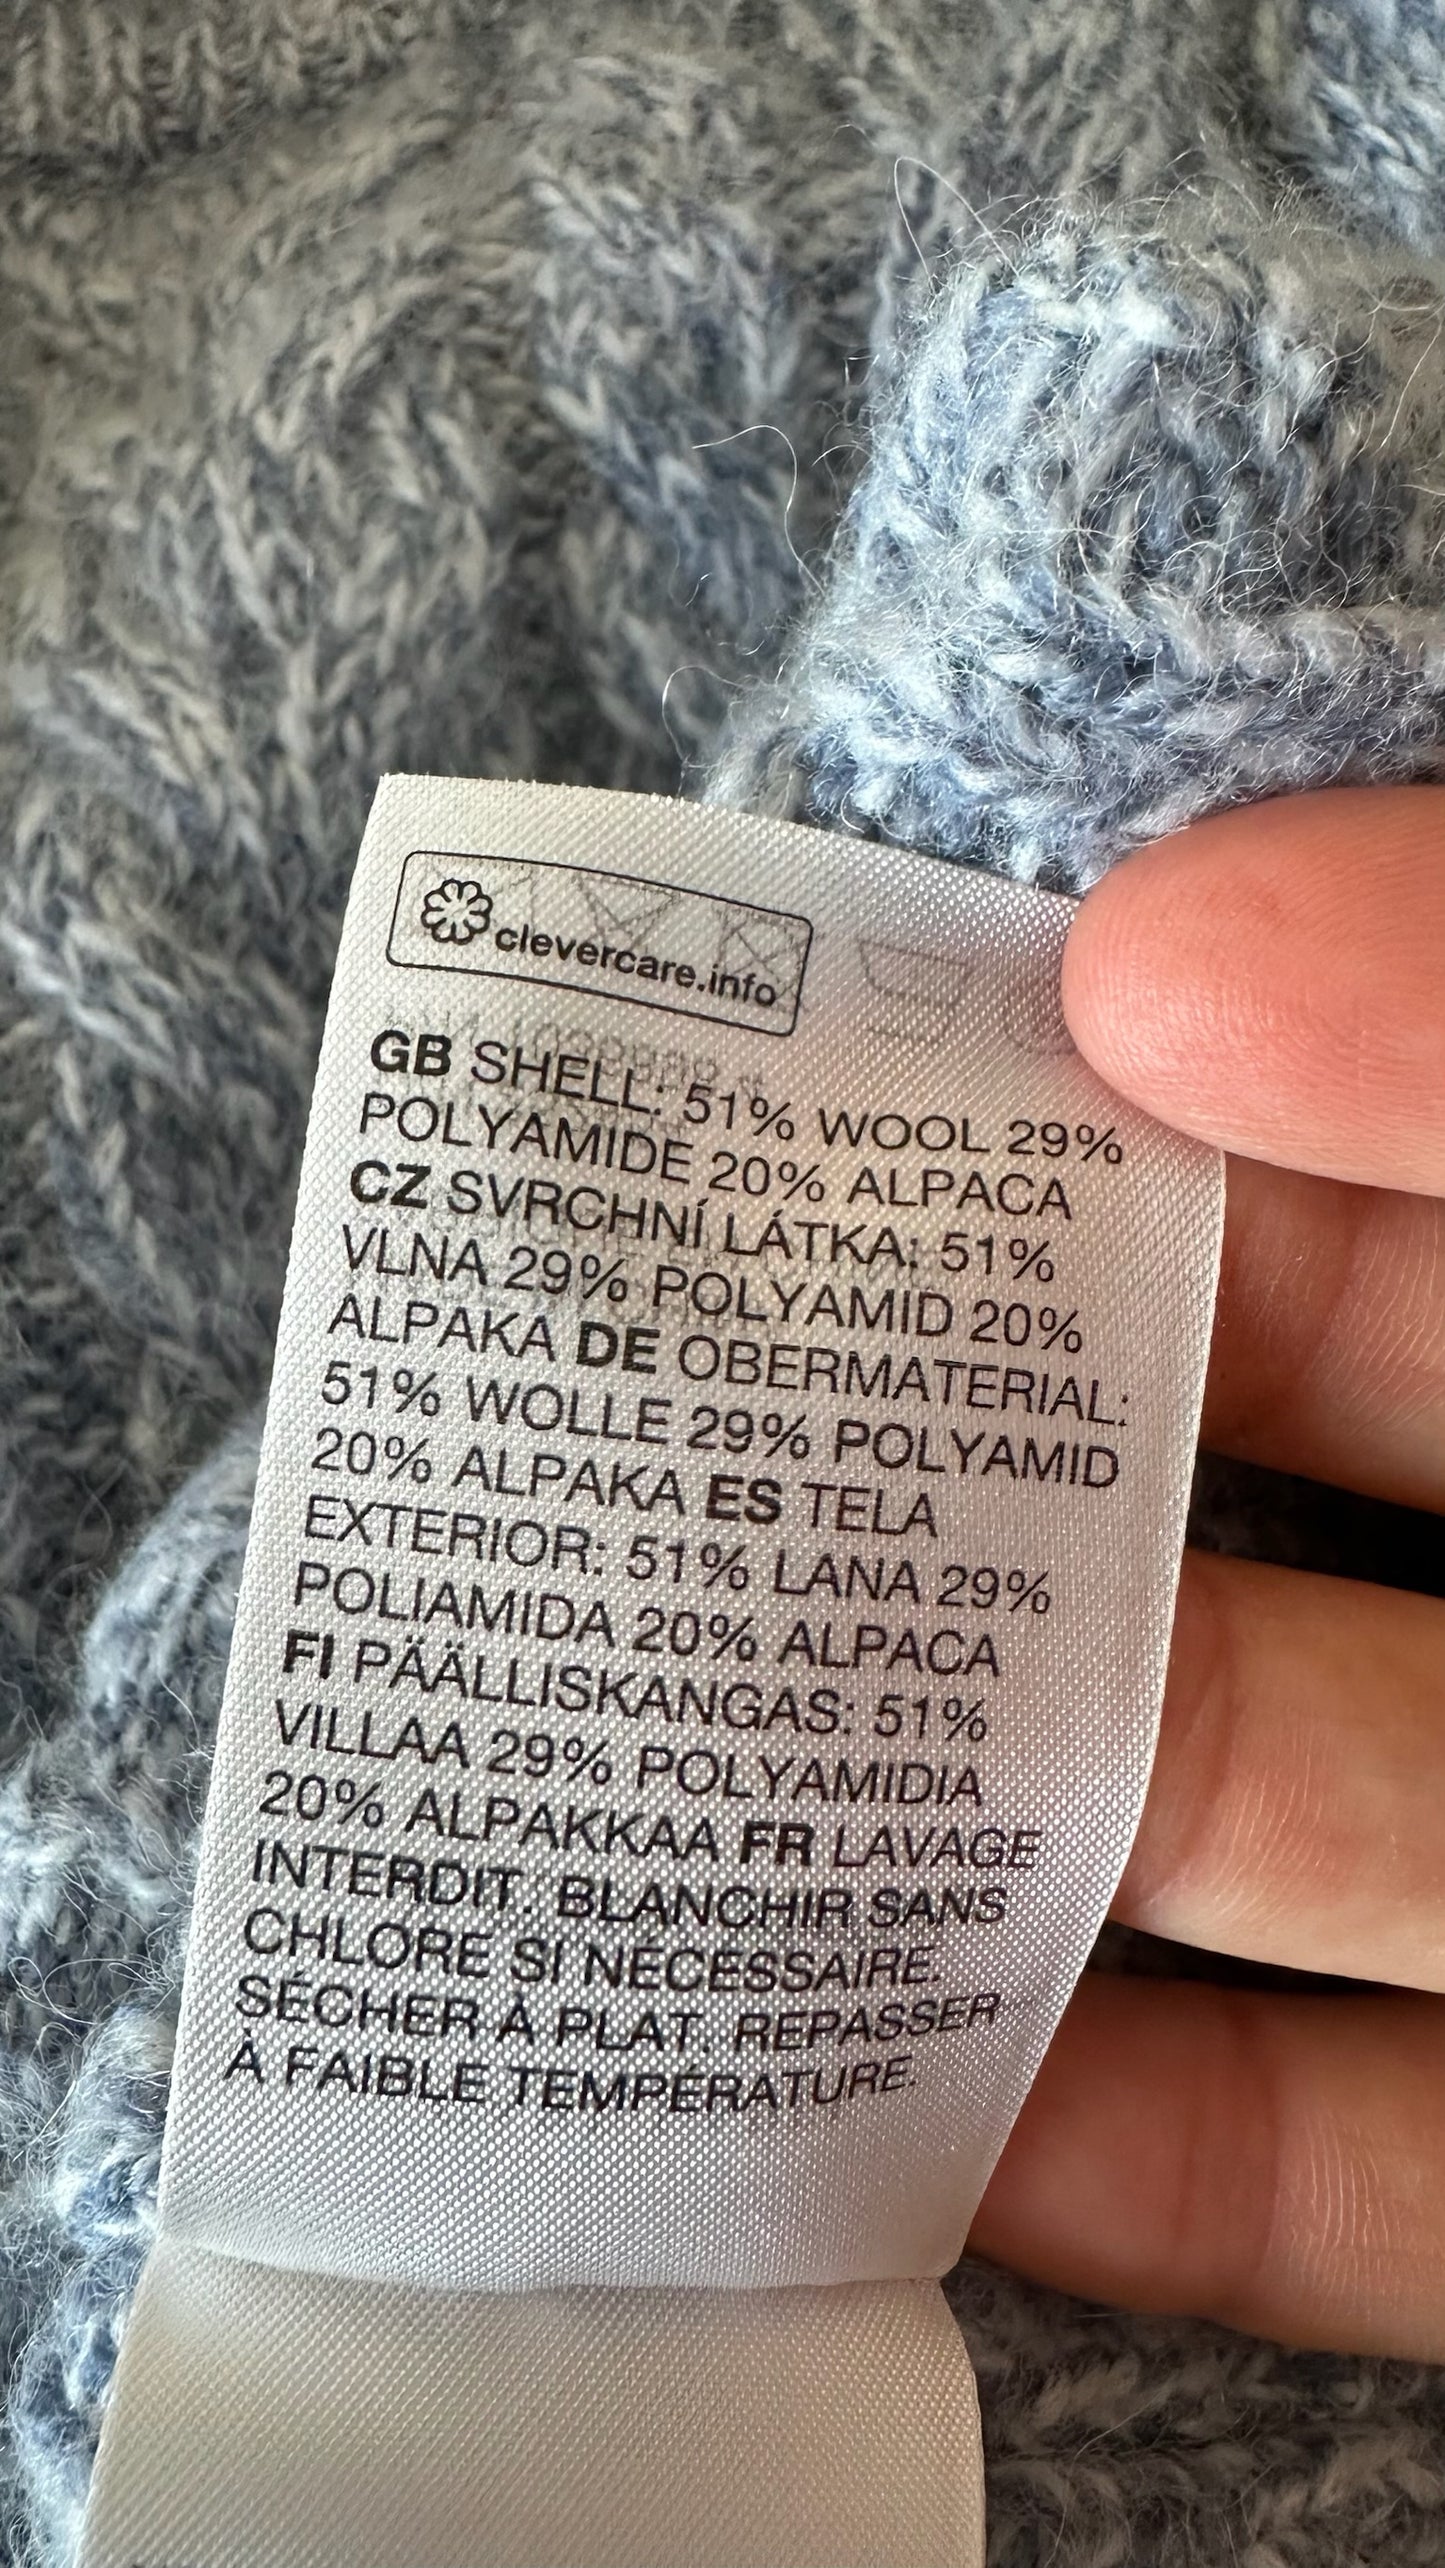 clevercare.info
GB SHELL: 51% WOOL 29%
POLYAMIDE 20% ALPACA
CZ SVRCHNÍ LÁTKA: 51%
VLNA 29% POLYAMID 20%
ALPAKA DE OBERMATERIAL:
51% WOLLE 29% POLYAMID
20% ALPAKA ES TELA
EXTERIOR: 51% LANA 29%
POLIAMIDA 20% ALPACA
FI PÄÄLLISKANGAS: 51%
VILLAA 29% POLYAMIDIA
20% ALPAKKAA FR LAVAGE
INTERDIT. BLANCHIR SANS
CHLORE SI NÉCESSAIRE.
SÉCHER À PLAT. REPASSER
À FAIBLE TEMPÉRATURE.